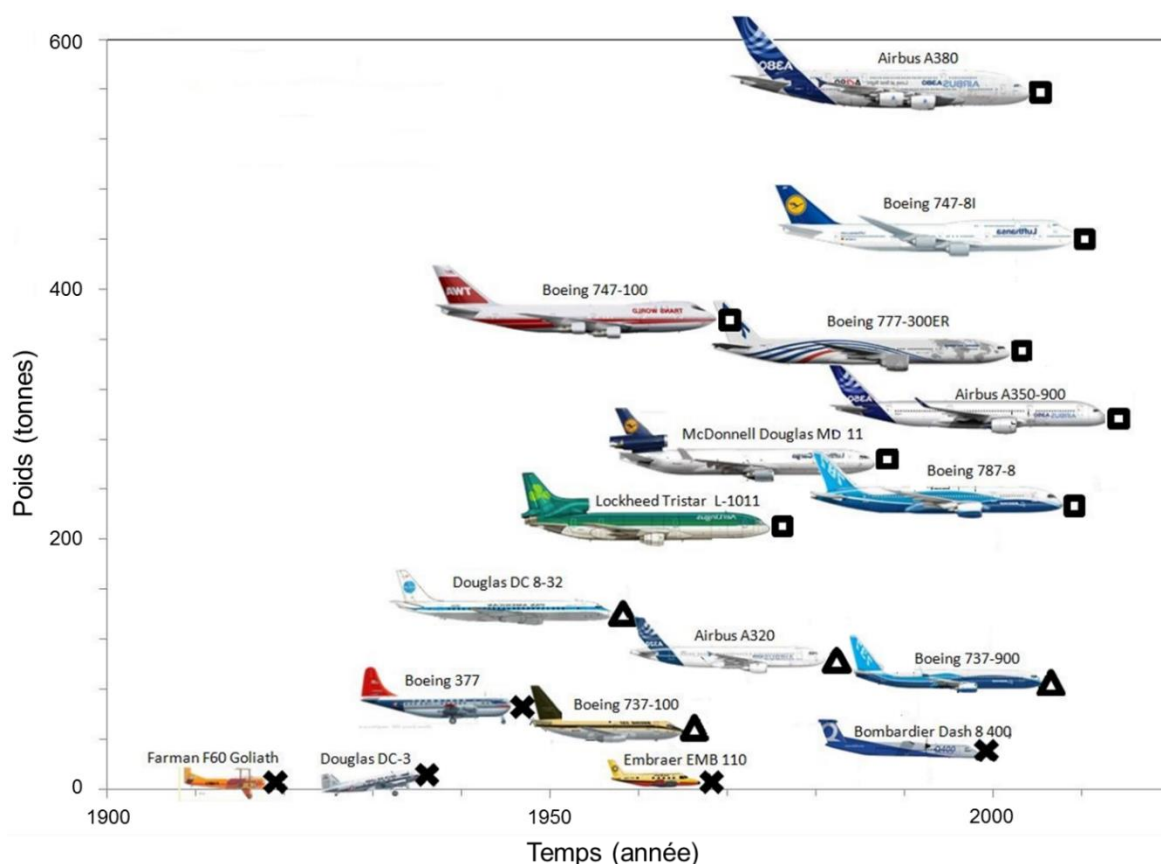 600
Airbus A380
Boeing 747-8I
400
Boeing 747-100
Boeing 777-300ER
Airbus A350-900
McDonnell Douglas MD 11
Boeing 787-8
Lockheed Tristar L-1011
200
Douglas DC 8-32
Airbus A320
Boeing 737-900
Boeing 377
Boeing 737-100
Bombardier Dash 8 400
Farman F60 Goliath
Douglas DC-3
Embraer EMB 110
0
1900
1950
2000
Poids (tonnes)
Temps (année)